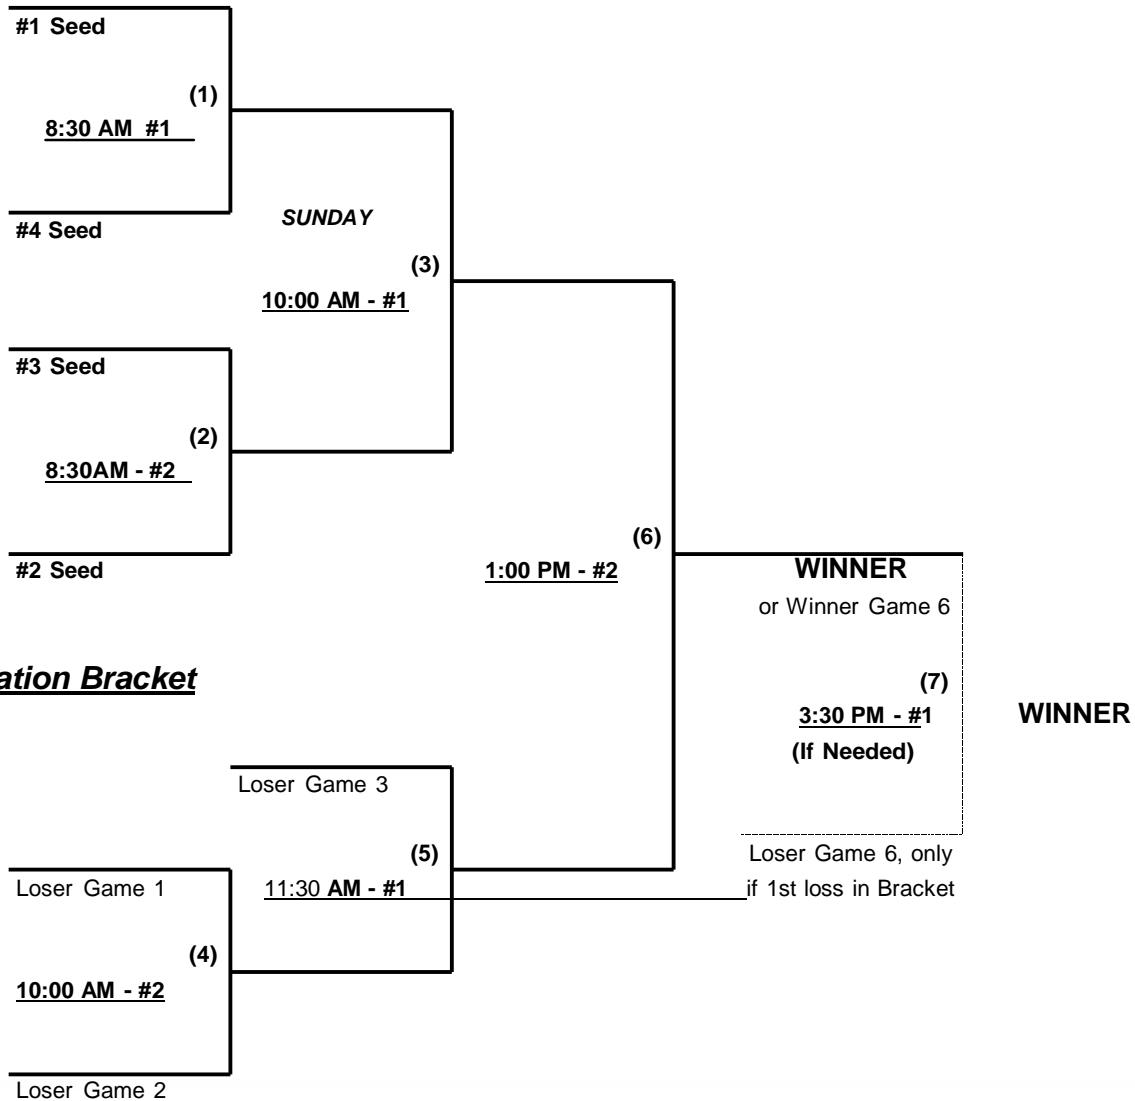 #1 Seed
(1)
8:30 AM #1
#4 Seed
SUNDAY
(3)
10:00 AM - #1
#3 Seed
(2)
8:30AM - #2
(6)
#2 Seed
1:00 PM - #2
WINNER
or Winner Game 6
ation Bracket
(7)
3:30 PM - #1
WINNER
(If Needed)
Loser Game 3
(5)
Loser Game 6, only
Loser Game 1
11:30 AM - #1
if 1st loss in Bracket
(4)
10:00 AM - #2
Loser Game 2